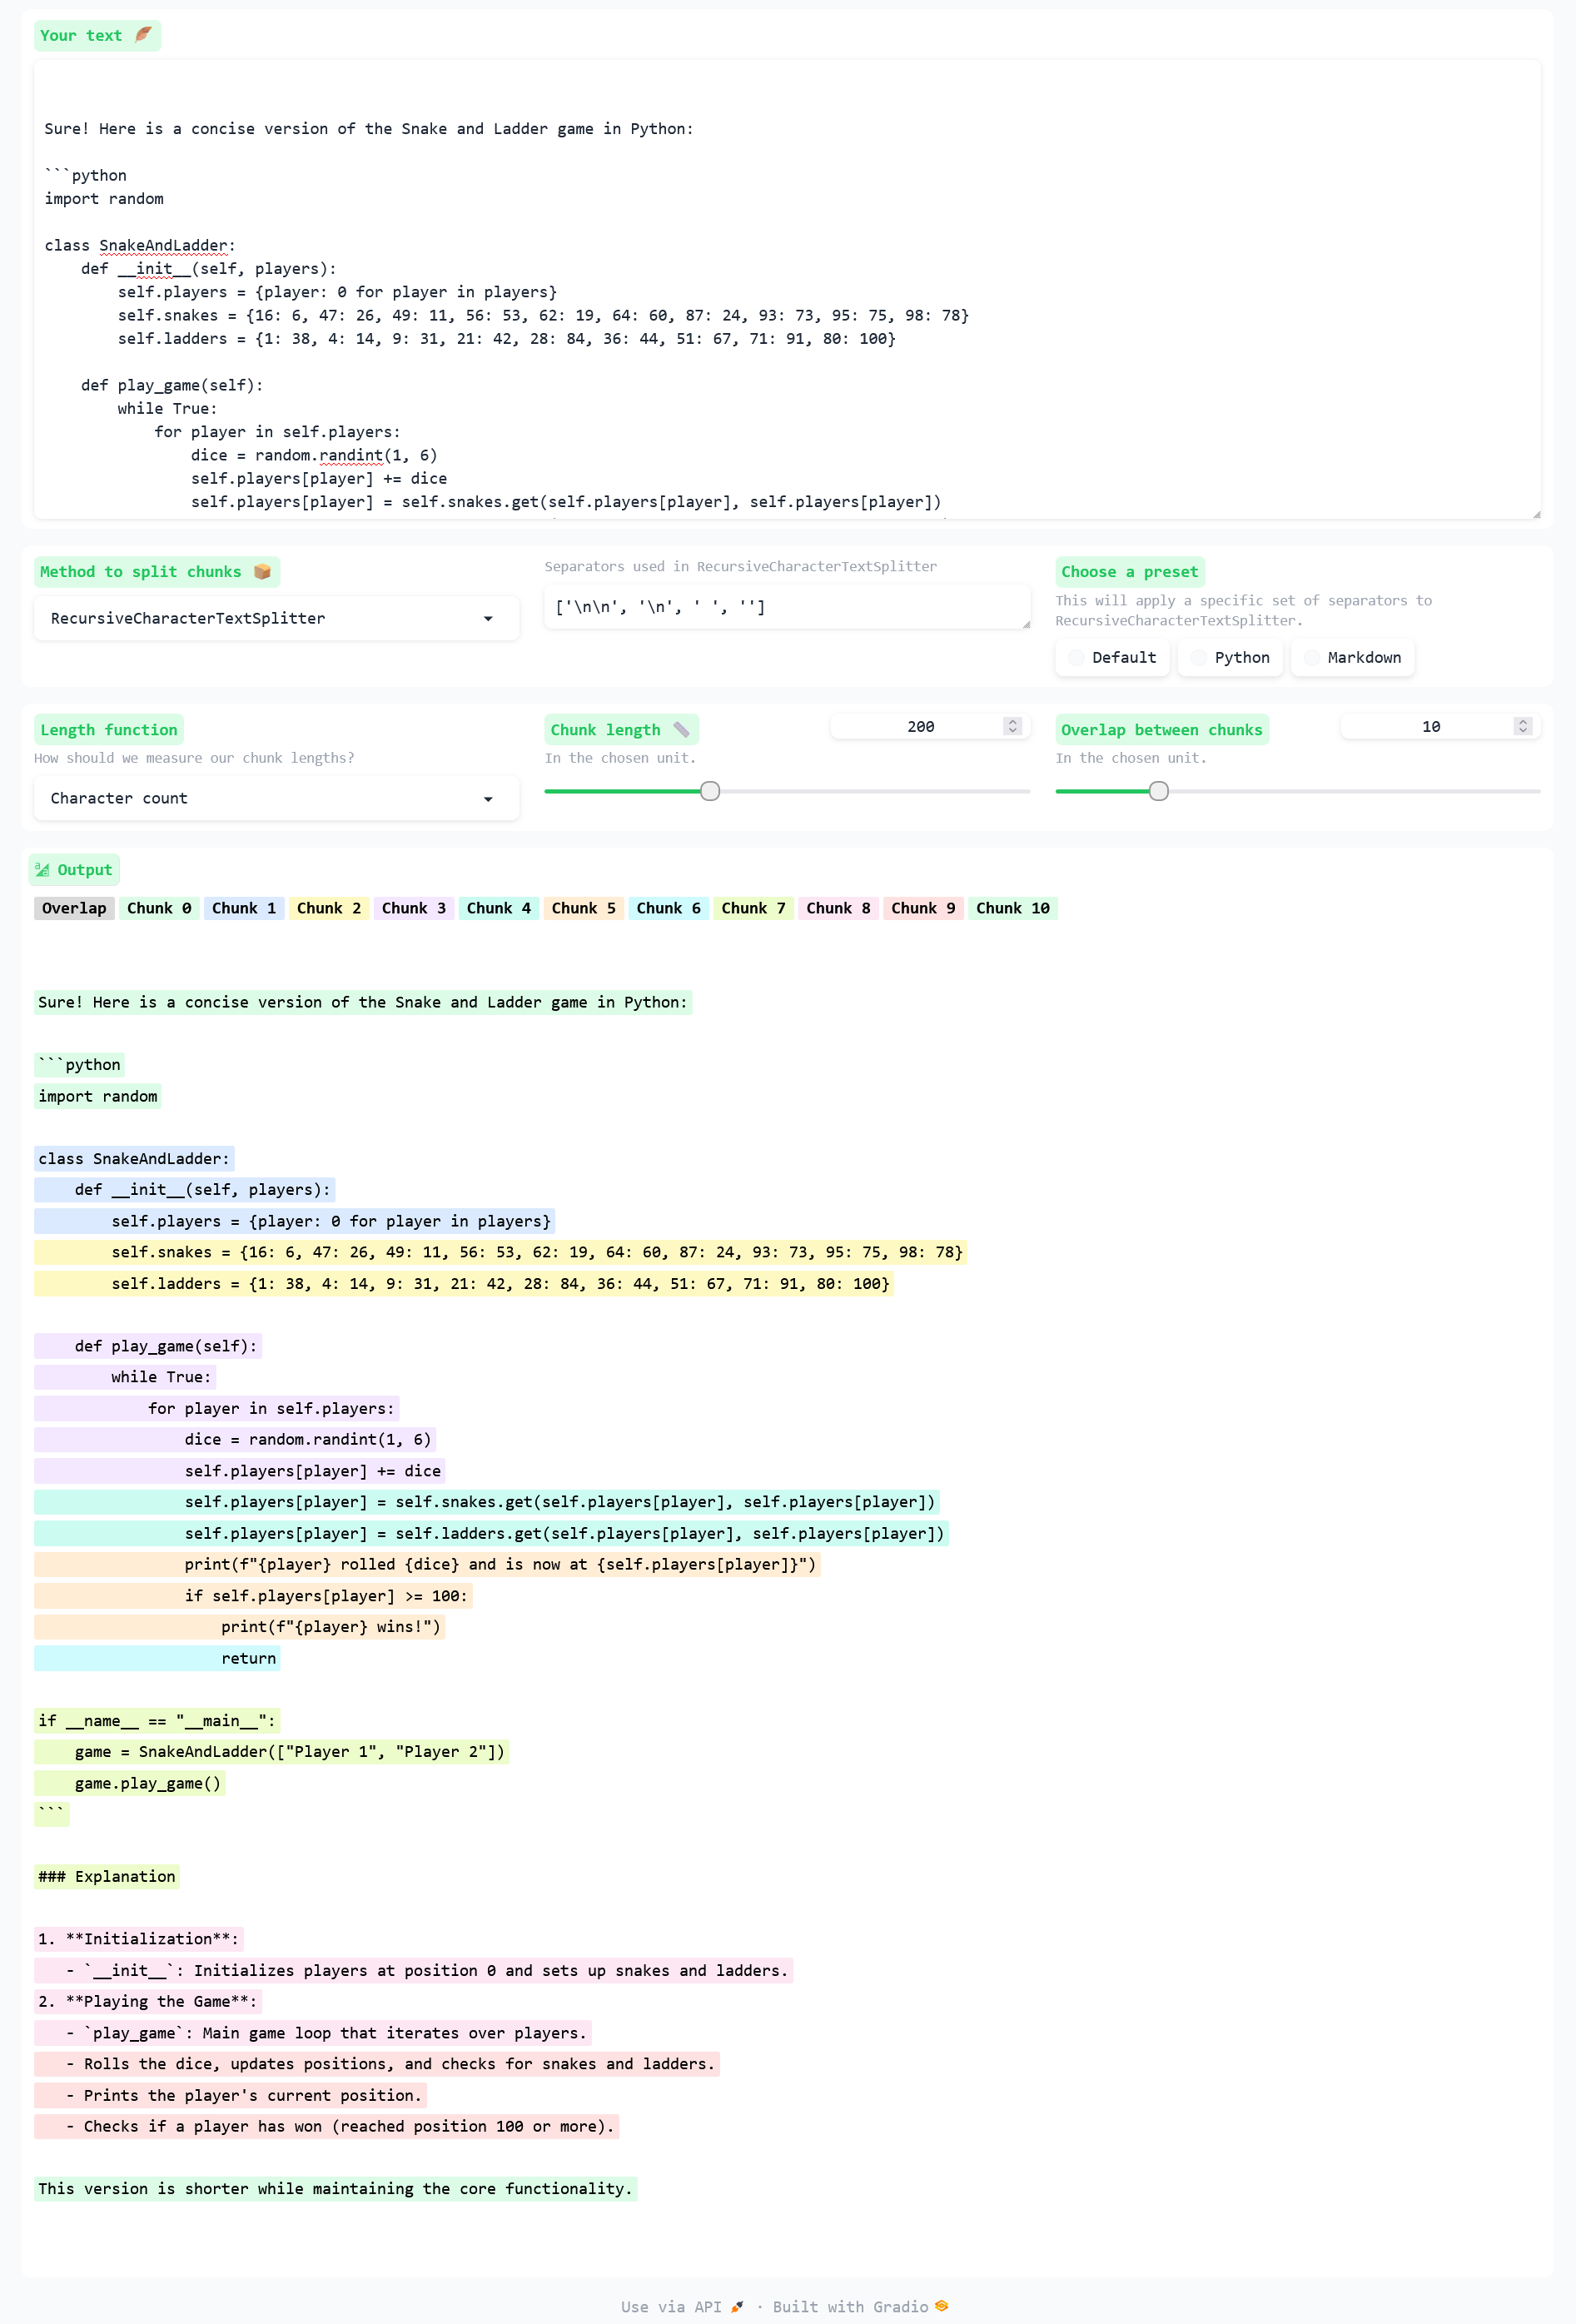 Your text
Sure! Here is a concise version of the Snake and Ladder game in Python:
```python
import random
class SnakeAndLadder:
    def __init__(self, players):
        self.players = {player: 0 for player in players}
        self.snakes = {16: 6, 47: 26, 49: 11, 56: 53, 62: 19, 64: 60, 87: 24, 93: 73, 95: 75, 98: 78}
        self.ladders = {1: 38, 4: 14, 9: 31, 21: 42, 28: 84, 36: 44, 51: 67, 71: 91, 80: 100}
    def play_game(self):
        while True:
            for player in self.players:
                dice = random.randint(1, 6)
                self.players[player] += dice
                self.players[player] = self.snakes.get(self.players[player], self.players[player])
Method to split chunks
RecursiveCharacterTextSplitter
Separators used in RecursiveCharacterTextSplitter
['\n\n', '\n', ' ', '']
Choose a preset
This will apply a specific set of separators to
RecursiveCharacterTextSplitter.
Default Python Markdown
Length function
How should we measure our chunk lengths?
Character count
Chunk length 200
In the chosen unit.
Overlap between chunks 10
In the chosen unit.
Output
Overlap Chunk 0 Chunk 1 Chunk 2 Chunk 3 Chunk 4 Chunk 5 Chunk 6 Chunk 7 Chunk 8 Chunk 9 Chunk 10
Sure! Here is a concise version of the Snake and Ladder game in Python:
```python
import random
class SnakeAndLadder:
    def __init__(self, players):
        self.players = {player: 0 for player in players}
        self.snakes = {16: 6, 47: 26, 49: 11, 56: 53, 62: 19, 64: 60, 87: 24, 93: 73, 95: 75, 98: 78}
        self.ladders = {1: 38, 4: 14, 9: 31, 21: 42, 28: 84, 36: 44, 51: 67, 71: 91, 80: 100}
    def play_game(self):
        while True:
            for player in self.players:
                dice = random.randint(1, 6)
                self.players[player] += dice
                self.players[player] = self.snakes.get(self.players[player], self.players[player])
                self.players[player] = self.ladders.get(self.players[player], self.players[player])
                print(f"{player} rolled {dice} and is now at {self.players[player]}")
                if self.players[player] >= 100:
                    print(f"{player} wins!")
                    return
if __name__ == "__main__":
    game = SnakeAndLadder(["Player 1", "Player 2"])
    game.play_game()
```
### Explanation
1. **Initialization**:
   - `__init__`: Initializes players at position 0 and sets up snakes and ladders.
2. **Playing the Game**:
   - `play_game`: Main game loop that iterates over players.
   - Rolls the dice, updates positions, and checks for snakes and ladders.
   - Prints the player's current position.
   - Checks if a player has won (reached position 100 or more).
This version is shorter while maintaining the core functionality.
Use via API · Built with Gradio